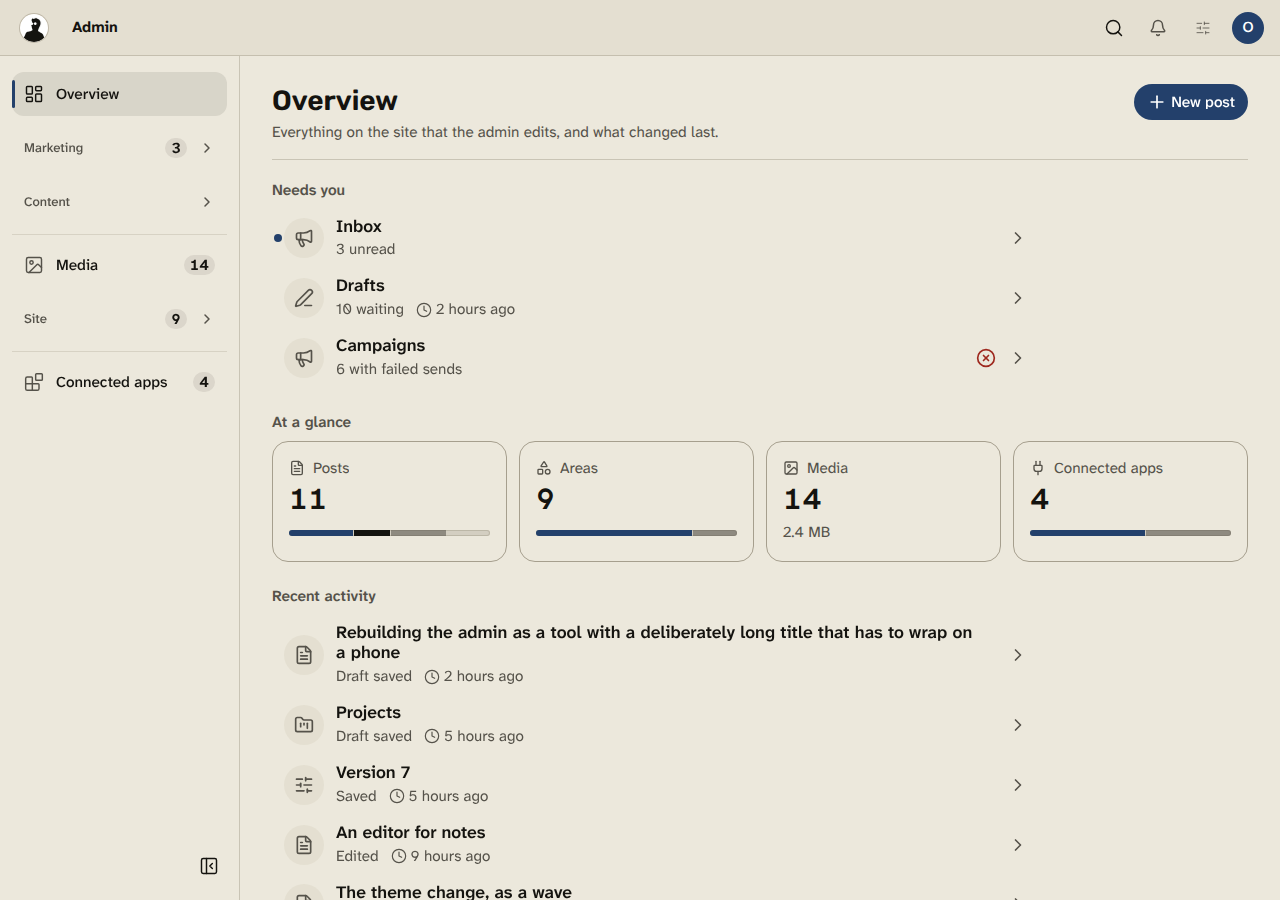 Admin
O
Overview
Marketing
3
Content
Media
14
Site
9
Connected apps
4
Overview
New post
Everything on the site that the admin edits, and what changed last.
Needs you
Inbox
3 unread
Drafts
10 waiting 2 hours ago
Campaigns
6 with failed sends
At a glance
Posts
11
Areas
9
Media
14
2.4 MB
Connected apps
4
Recent activity
Rebuilding the admin as a tool with a deliberately long title that has to wrap on
a phone
Draft saved 2 hours ago
Projects
Draft saved 5 hours ago
Version 7
Saved 5 hours ago
An editor for notes
Edited 9 hours ago
The theme change, as a wave